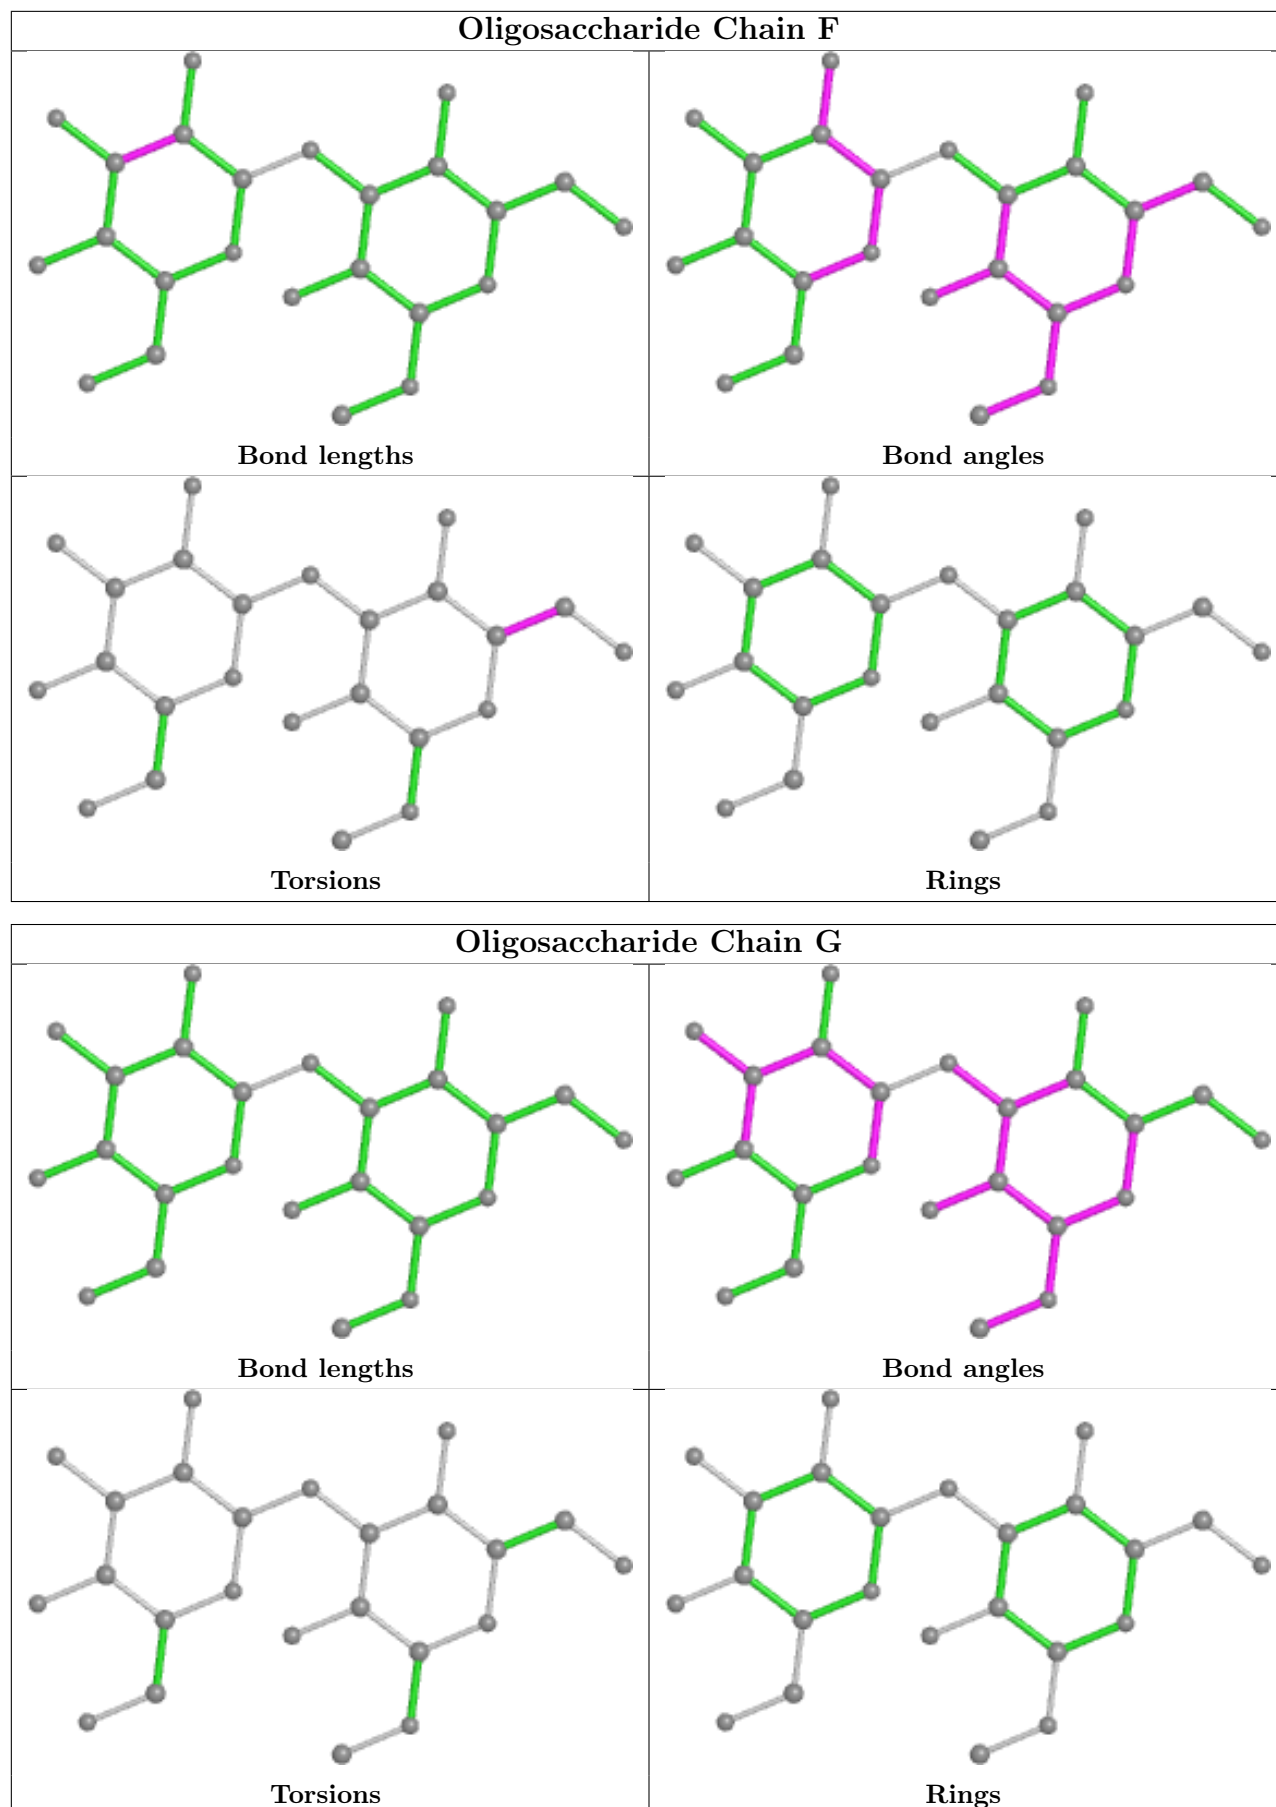 Oligosaccharide Chain F
Bond lengths
Bond angles
Torsions
Rings
Oligosaccharide Chain G
Bond lengths
Bond angles
Torsions
Rings